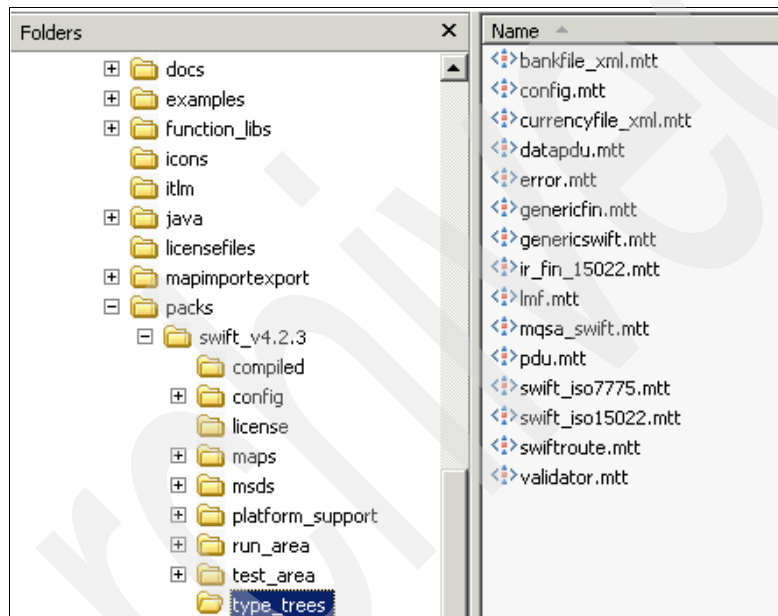 Folders
docs
examples
function_libs
icons
itlm
java
licensefiles
mapimportexport
packs
swift_v4.2.3
compiled
config
license
maps
msds
platform_support
run_area
test_area
type_trees
Name
bankfile_xml.mtt
config.mtt
currencyfile_xml.mtt
datapdu.mtt
error.mtt
genericfin.mtt
genericswift.mtt
ir_fin_15022.mtt
lmf.mtt
mqsa_swift.mtt
pdu.mtt
swift_iso7775.mtt
swift_iso15022.mtt
swiftroute.mtt
validator.mtt